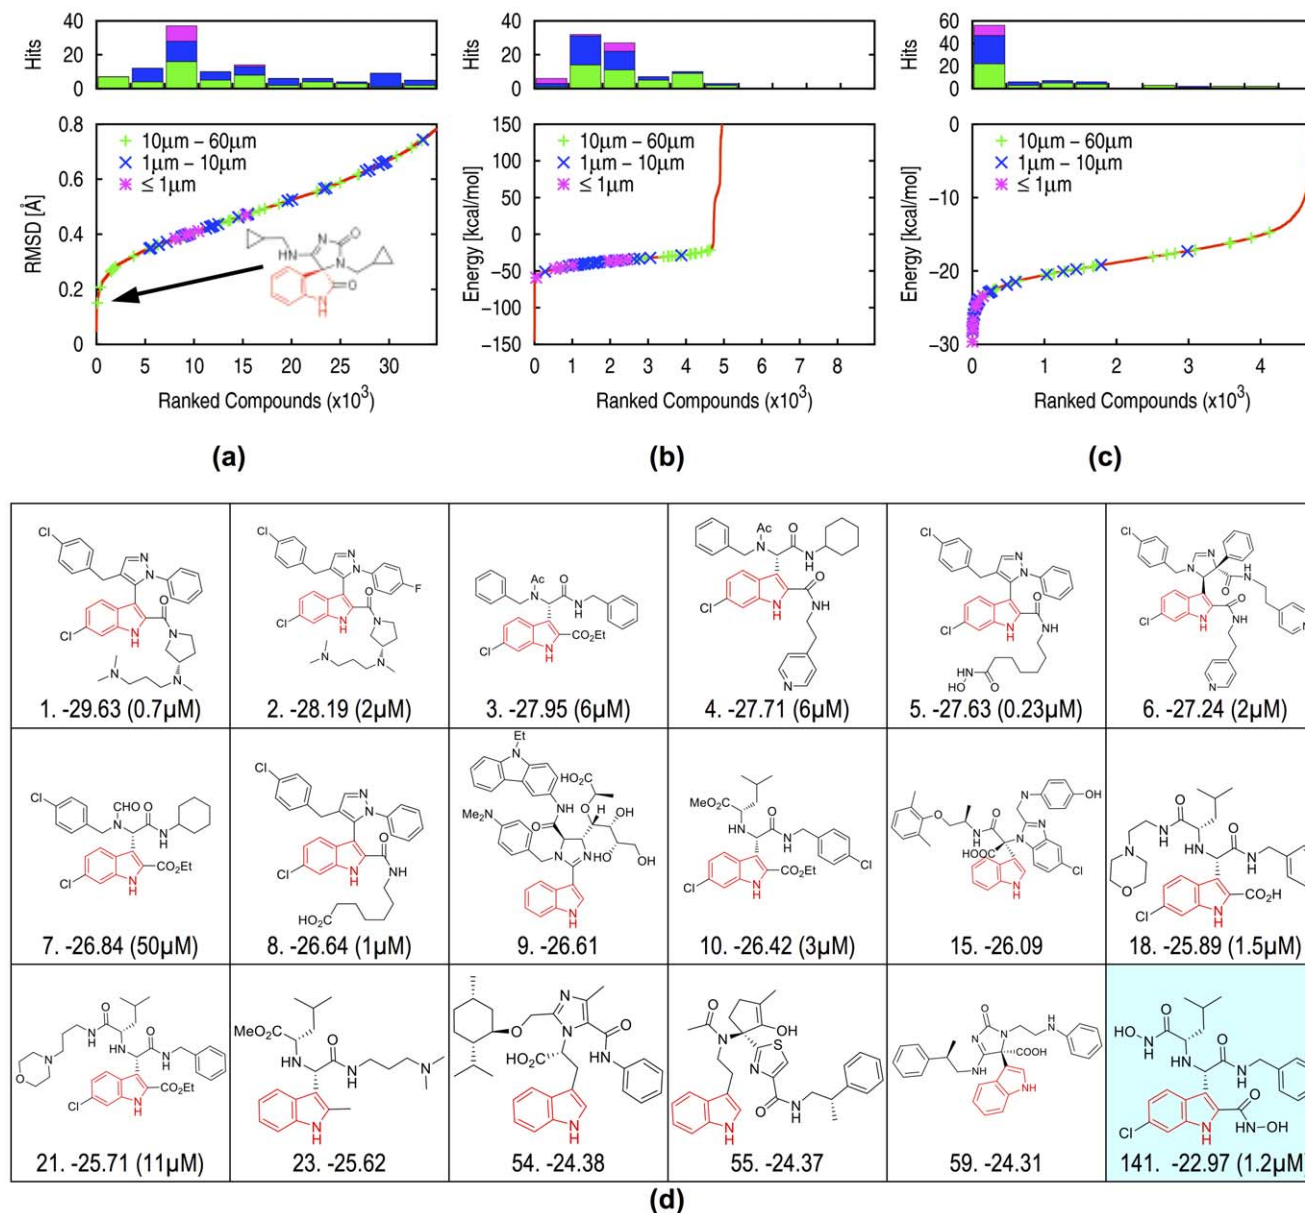 40
20
0
Hits
40
20
0
Hits
60
40
20
0
Hits
0.8
0.6
0.4
0.2
0
RMSD [Å]
10µm – 60µm
1µm – 10µm
≤ 1µm
0 5 10 15 20 25 30
Ranked Compounds (x10³)
(a)
150
100
50
0
−50
−100
−150
Energy [kcal/mol]
10µm – 60µm
1µm – 10µm
≤ 1µm
0 1 2 3 4 5 6 7 8
Ranked Compounds (x10³)
(b)
0
−10
−20
−30
Energy [kcal/mol]
10µm – 60µm
1µm – 10µm
≤ 1µm
0 1 2 3 4
Ranked Compounds (x10³)
(c)
1. -29.63 (0.7µM)
2. -28.19 (2µM)
3. -27.95 (6µM)
4. -27.71 (6µM)
5. -27.63 (0.23µM)
6. -27.24 (2µM)
7. -26.84 (50µM)
8. -26.64 (1µM)
9. -26.61
10. -26.42 (3µM)
15. -26.09
18. -25.89 (1.5µM)
21. -25.71 (11µM)
23. -25.62
54. -24.38
55. -24.37
59. -24.31
141. -22.97 (1.2µM)
(d)